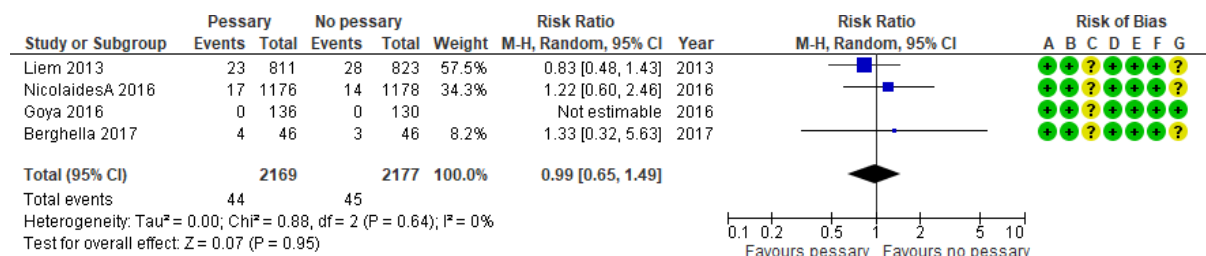 Pessary No pessary Risk Ratio Risk Ratio Risk of Bias
Study or Subgroup Events Total Events Total Weight M-H, Random, 95% CI Year M-H, Random, 95% CI A B C D E F G
Liem 2013 23 811 28 823 57.5% 0.83 [0.48, 1.43] 2013 + + ? + + + ?
NicolaidesA 2016 17 1176 14 1178 34.3% 1.22 [0.60, 2.46] 2016 + + ? + + + ?
Goya 2016 0 136 0 130 Not estimable 2016 + + ? + + + +
Berghella 2017 4 46 3 46 8.2% 1.33 [0.32, 5.63] 2017 + + ? + + + ?
Total (95% CI) 2169 2177 100.0% 0.99 [0.65, 1.49]
Total events 44 45
Heterogeneity: Tau² = 0.00; Chi² = 0.88, df = 2 (P = 0.64); I² = 0%
Test for overall effect: Z = 0.07 (P = 0.95)
0.1 0.2 0.5 1 2 5 10
Favours pessary Favours no pessary